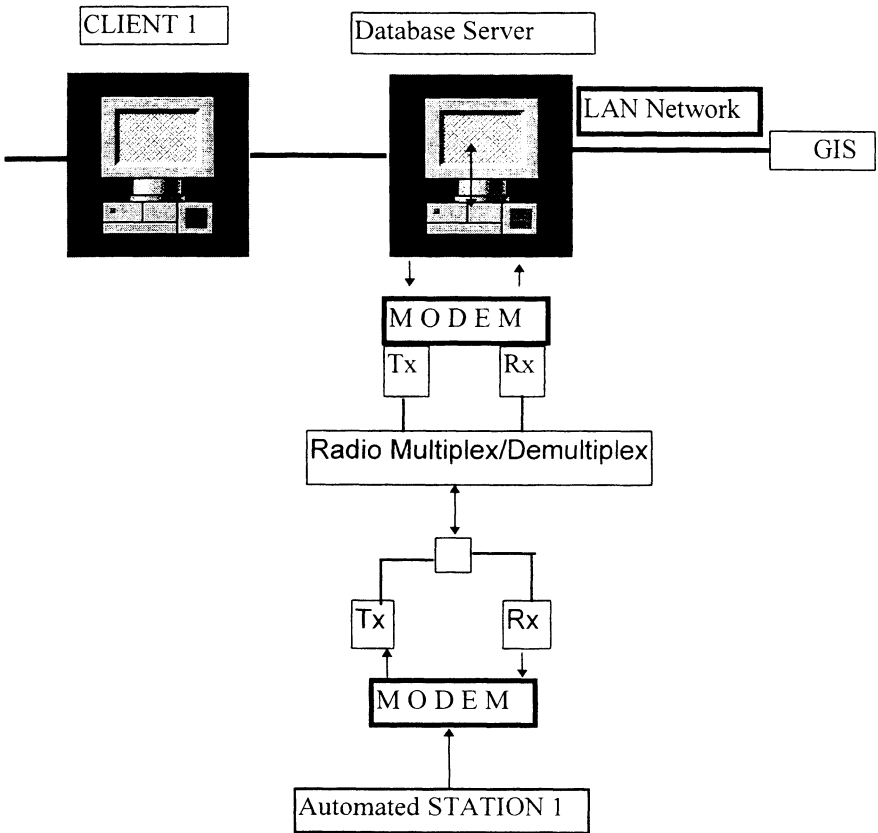 CLIENT 1
Database Server
LAN Network
GIS
M O D E M
Tx
Rx
Radio Multiplex/Demultiplex
Tx
Rx
M O D E M
Automated STATION 1